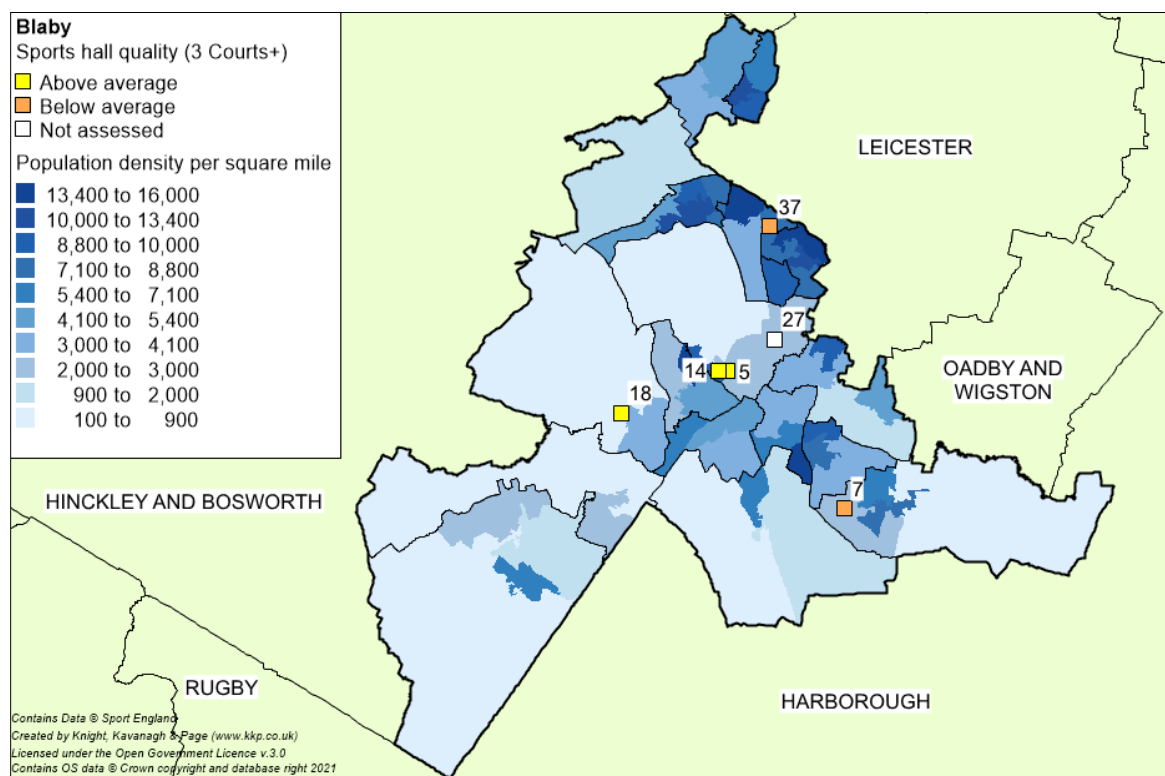 Blaby
Sports hall quality (3 Courts+)
Above average
Below average
Not assessed
Population density per square mile
13,400 to 16,000
10,000 to 13,400
8,800 to 10,000
7,100 to 8,800
5,400 to 7,100
4,100 to 5,400
3,000 to 4,100
2,000 to 3,000
900 to 2,000
100 to 900
LEICESTER
37
27
OADBY AND
WIGSTON
14
5
18
HINCKLEY AND BOSWORTH
7
RUGBY
HARBOROUGH
Contains Data © Sport England
Created by Knight, Kavanagh & Page (www.kkp.co.uk)
Licensed under the Open Government Licence v.3.0
Contains OS data © Crown copyright and database right 2021